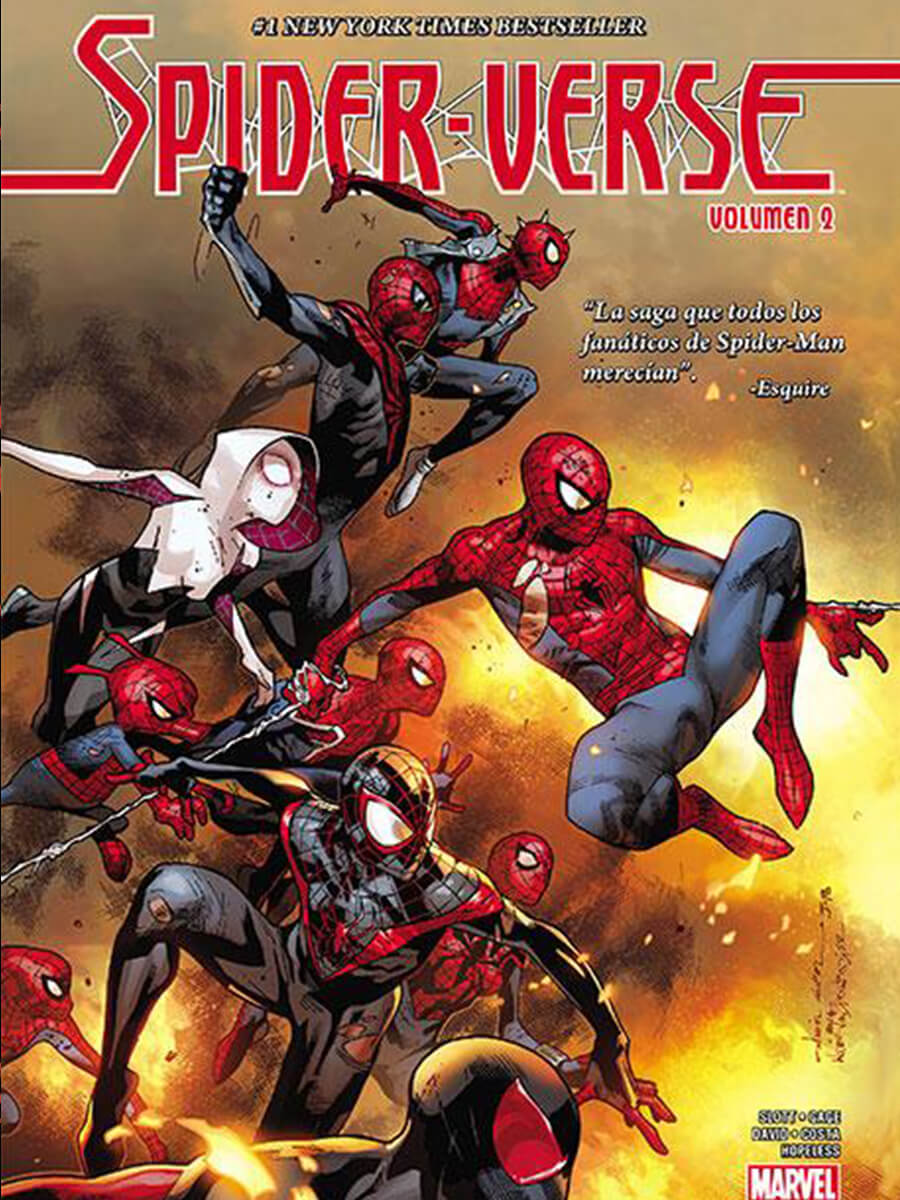 #1 NEW YORK TIMES BESTSELLER
SPIDER-VERSE
VOLUMEN 2
“La saga que todos los
fanáticos de Spider-Man
merecían”.
-Esquire
SLOTT • GAGE
DAVID • COSTA
HOPELESS
MARVEL